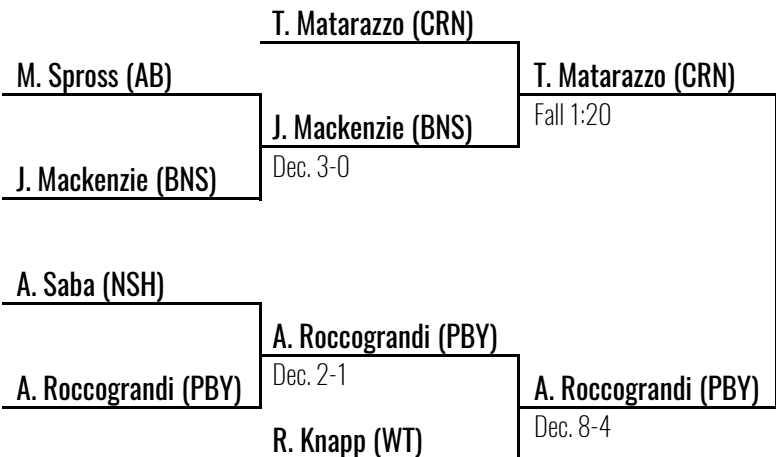 T. Matarazzo (CRN)
M. Spross (AB)
T. Matarazzo (CRN)
Fall 1:20
J. Mackenzie (BNS)
Dec. 3-0
J. Mackenzie (BNS)
A. Saba (NSH)
A. Roccograndi (PBY)
Dec. 2-1
A. Roccograndi (PBY)
A. Roccograndi (PBY)
Dec. 8-4
R. Knapp (WT)